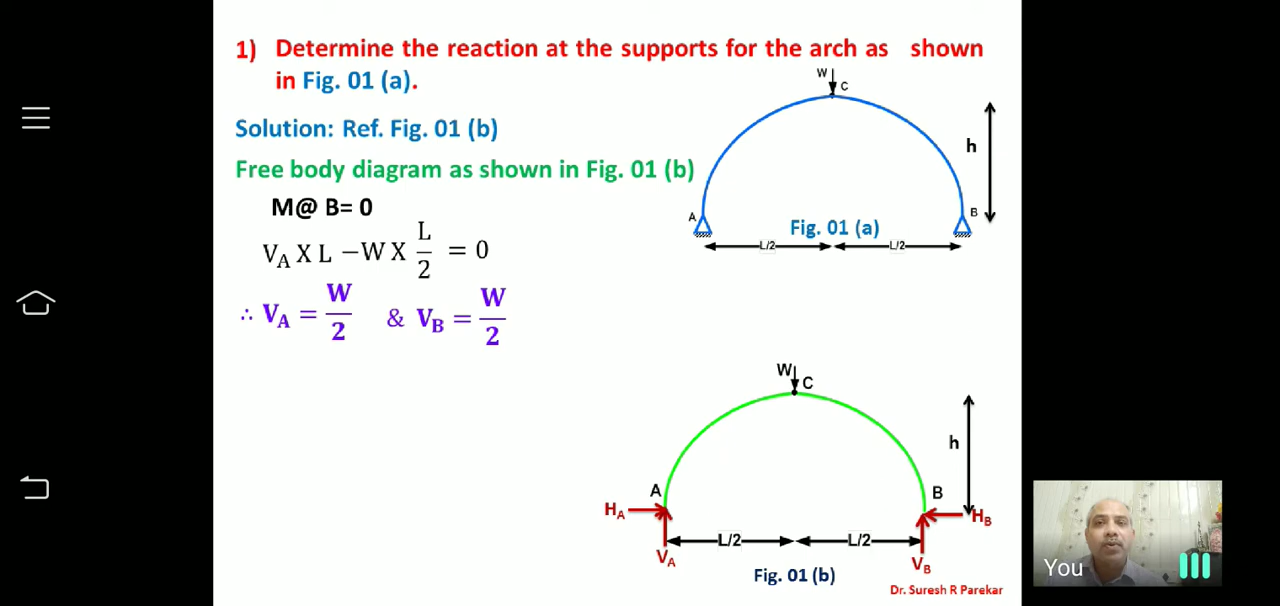 1) Determine the reaction at the supports for the arch as shown
in Fig. 01 (a).
Solution: Ref. Fig. 01 (b)
Free body diagram as shown in Fig. 01 (b)
M@ B= 0
V_A X L − W X L/2 = 0
∴ V_A = W/2 & V_B = W/2
W
C
h
A
B
Fig. 01 (a)
L/2
L/2
W
C
h
A
B
H_A
H_B
L/2
L/2
V_A
V_B
Fig. 01 (b)
Dr. Suresh R Parekar
You